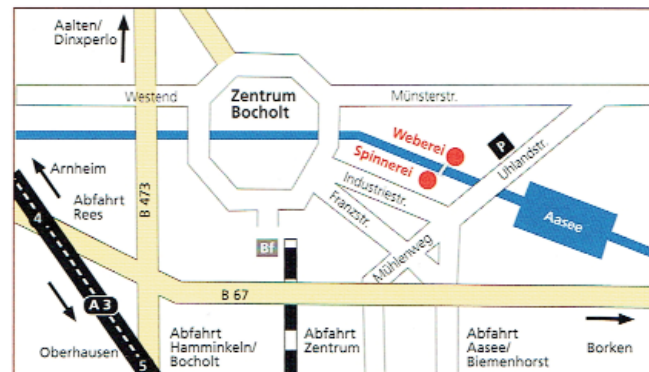 Aalten/
Dinxperlo
Westend
Zentrum
Bocholt
Münsterstr.
Weberei
Spinnerei
P
Uhlandstr.
Industriestr.
Franzstr.
Mühlenweg
Aasee
Arnheim
Abfahrt
Rees
B 473
4
Bf
A 3
B 67
Oberhausen
5
Abfahrt
Hamminkeln/
Bocholt
Abfahrt
Zentrum
Abfahrt
Aasee/
Biemenhorst
Borken